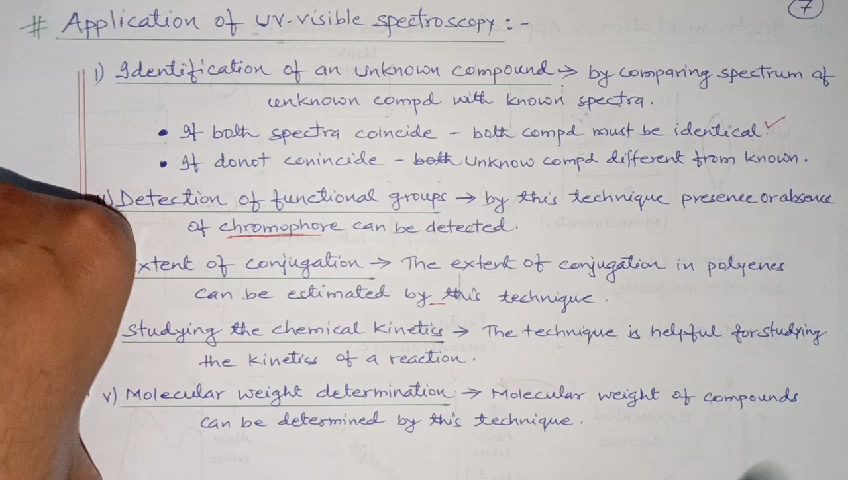 7
# Application of UV-visible spectroscopy :-
i) Identification of an unknown compound → by comparing spectrum of
unknown compd with known spectra.
• If both spectra coincide - both compd must be identical ✓
• If donot conincide - both unknow compd different from known.
Detection of functional groups → by this technique presence or absence
of chromophore can be detected.
xtent of conjugation → The extent of conjugation in polyenes
can be estimated by this technique.
Studying the chemical kinetics → The technique is helpful for studying
the kinetics of a reaction.
v) Molecular weight determination → Molecular weight of compounds
can be determined by this technique.